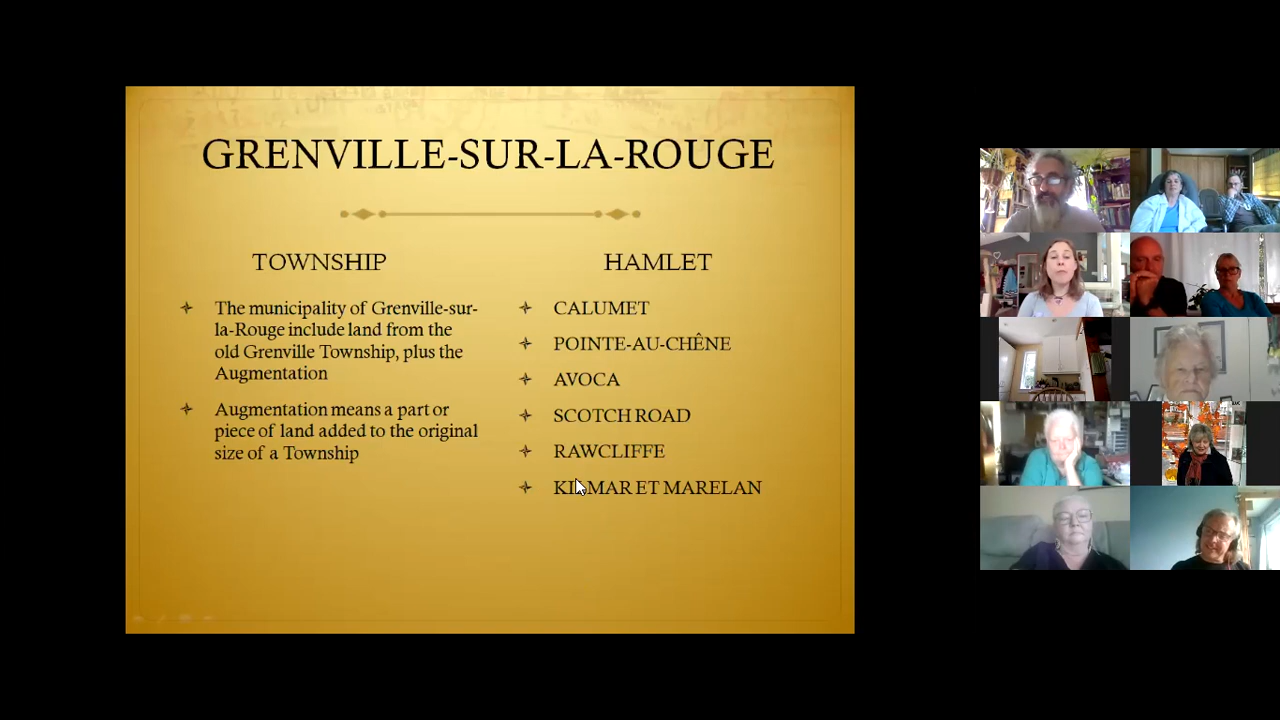 GRENVILLE-SUR-LA-ROUGE
TOWNSHIP
The municipality of Grenville-sur-
la-Rouge include land from the
old Grenville Township, plus the
Augmentation
Augmentation means a part or
piece of land added to the original
size of a Township
HAMLET
CALUMET
POINTE-AU-CHÊNE
AVOCA
SCOTCH ROAD
RAWCLIFFE
KILMAR ET MARELAN